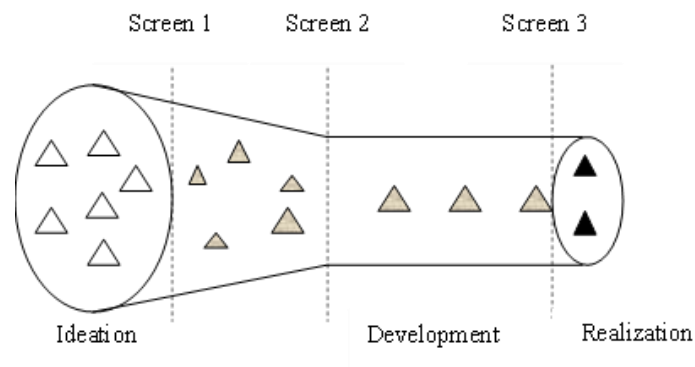 Screen 1
Screen 2
Screen 3
Ideation
Development
Realization